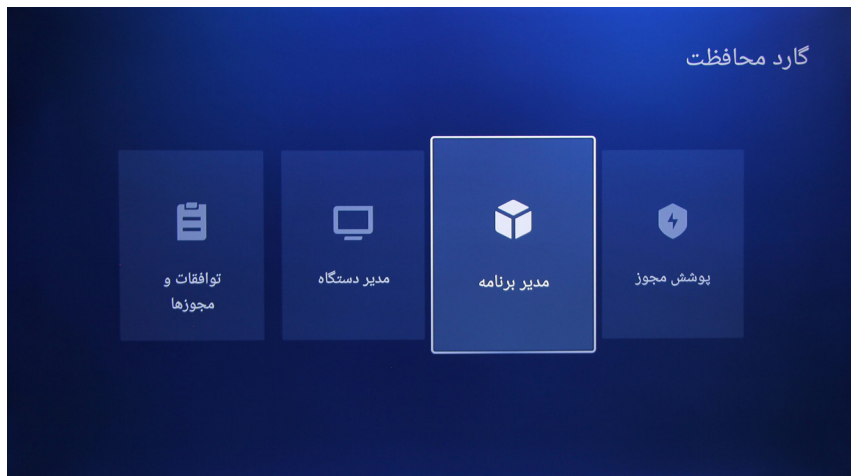 گارد محافظت
پوشش مجوز
مدیر برنامه
مدیر دستگاه
توافقات و
مجوزها